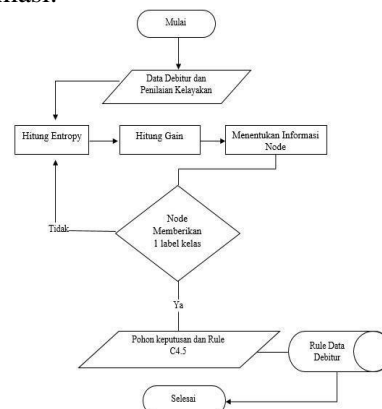 Mulai
Data Debitur dan
Penilaian Kelayakan
Hitung Entropy
Hitung Gain
Menentukan Informasi
Node
Node
Memberikan
1 label kelas
Tidak
Ya
Pohon keputusan dan Rule
C4.5
Rule Data
Debitur
Selesai